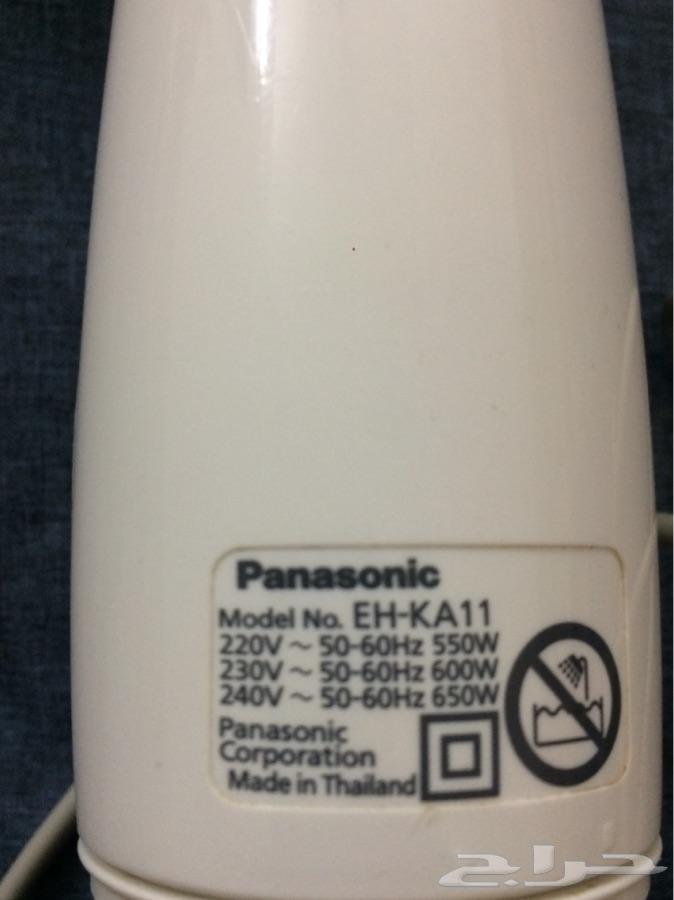 Panasonic
Model No. EH-KA11
220V ~ 50-60Hz 550W
230V ~ 50-60Hz 600W
240V ~ 50-60Hz 650W
Panasonic
Corporation
Made in Thailand
حراج